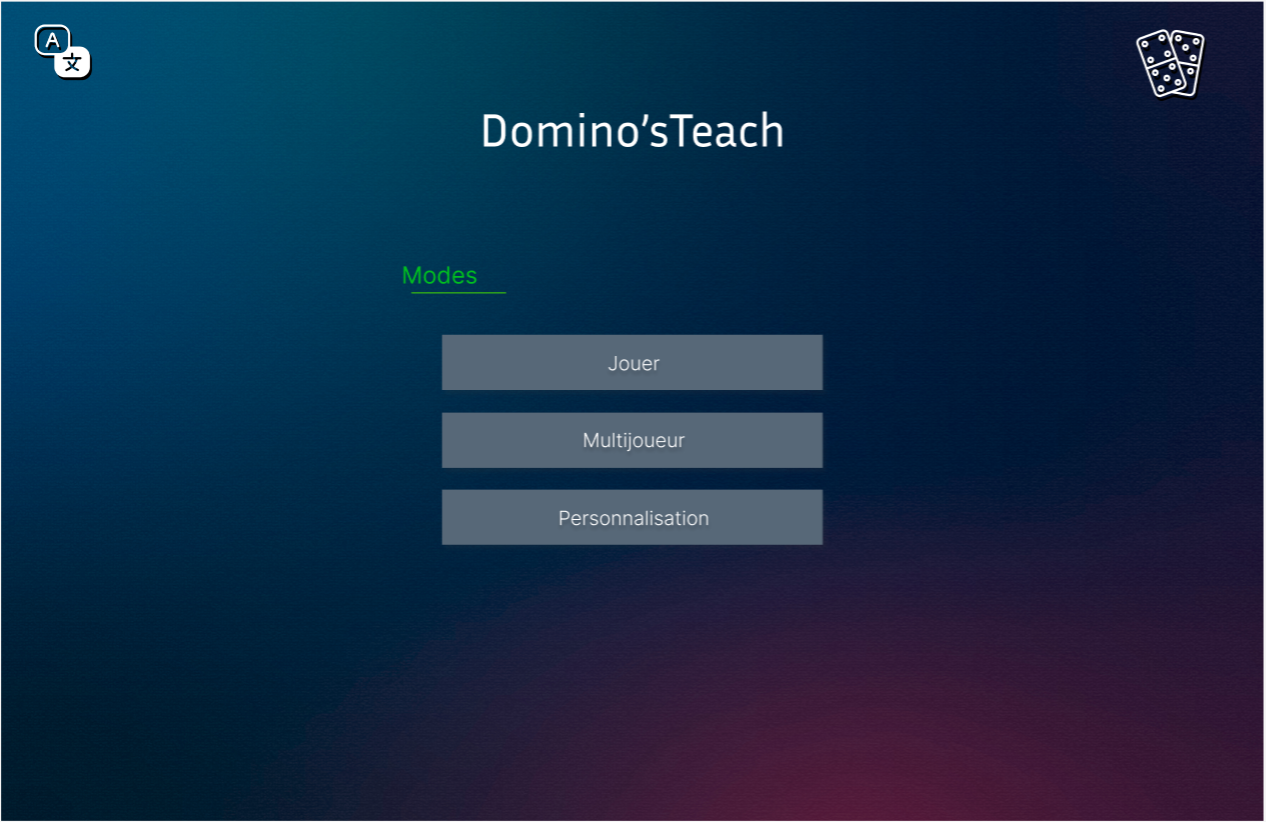 A
文
Domino’sTeach
Modes
Jouer
Multijoueur
Personnalisation